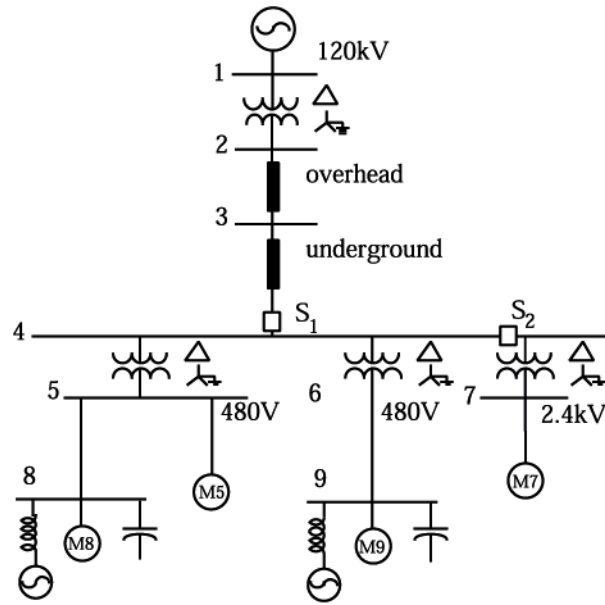 120kV
1
2
overhead
3
underground
S1
S2
4
5
480V
6
480V
7
2.4kV
8
M5
9
M7
M8
M9